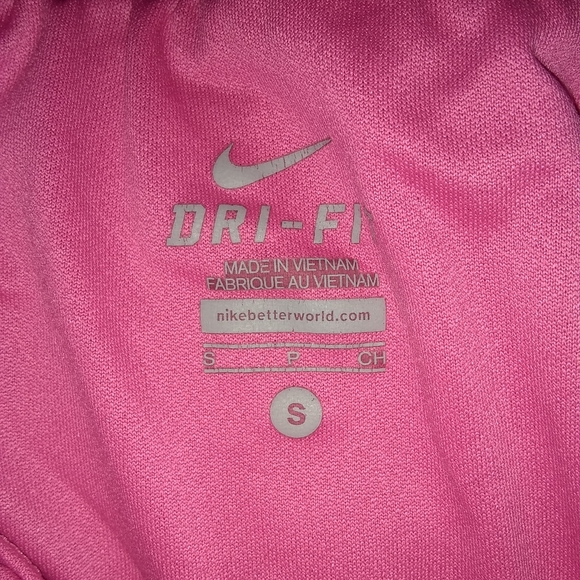 DRI-FIT
MADE IN VIETNAM
FABRIQUE AU VIETNAM
nikebetterworld.com
S P CH
S